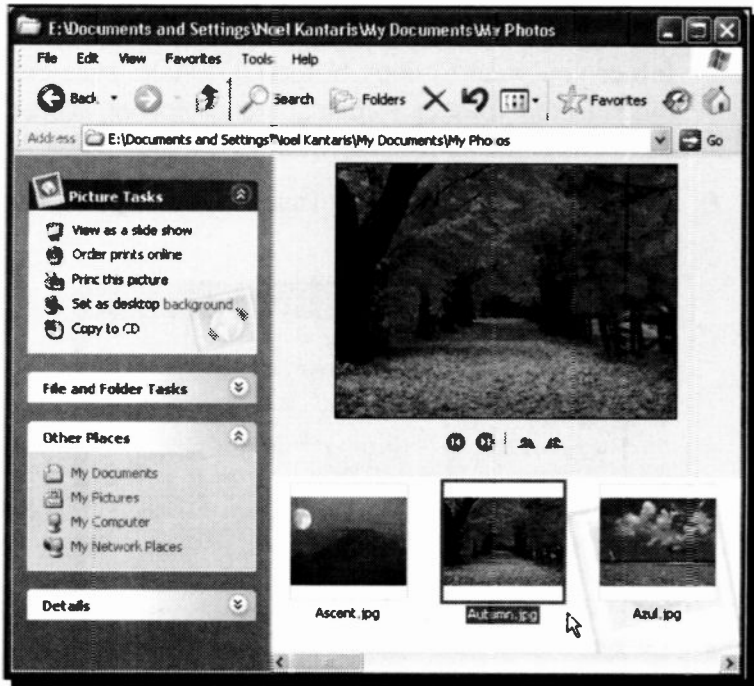 E:\Documents and Settings\Noel Kantaris\My Documents\My Photos
File Edit View Favorites Tools Help
Back Search Folders Favorites
Address E:\Documents and Settings\Noel Kantaris\My Documents\My Photos Go
Picture Tasks
View as a slide show
Order prints online
Print this picture
Set as desktop background
Copy to CD
File and Folder Tasks
Other Places
My Documents
My Pictures
My Computer
My Network Places
Details
Ascent.jpg Autumn.jpg Azul.jpg